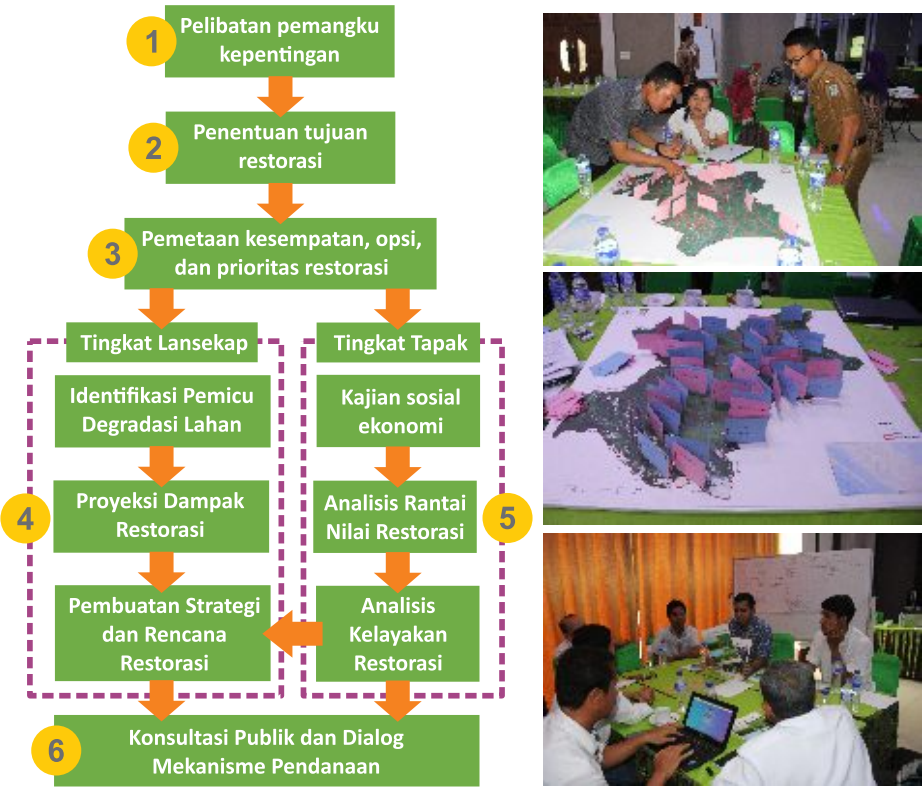 1
Pelibatan pemangku
kepentingan
2
Penentuan tujuan
restorasi
3
Pemetaan kesempatan, opsi,
dan prioritas restorasi
Tingkat Lansekap
Identifikasi Pemicu
Degradasi Lahan
4
Proyeksi Dampak
Restorasi
Pembuatan Strategi
dan Rencana
Restorasi
Tingkat Tapak
Kajian sosial
ekonomi
Analisis Rantai
Nilai Restorasi
5
Analisis
Kelayakan
Restorasi
6
Konsultasi Publik dan Dialog
Mekanisme Pendanaan